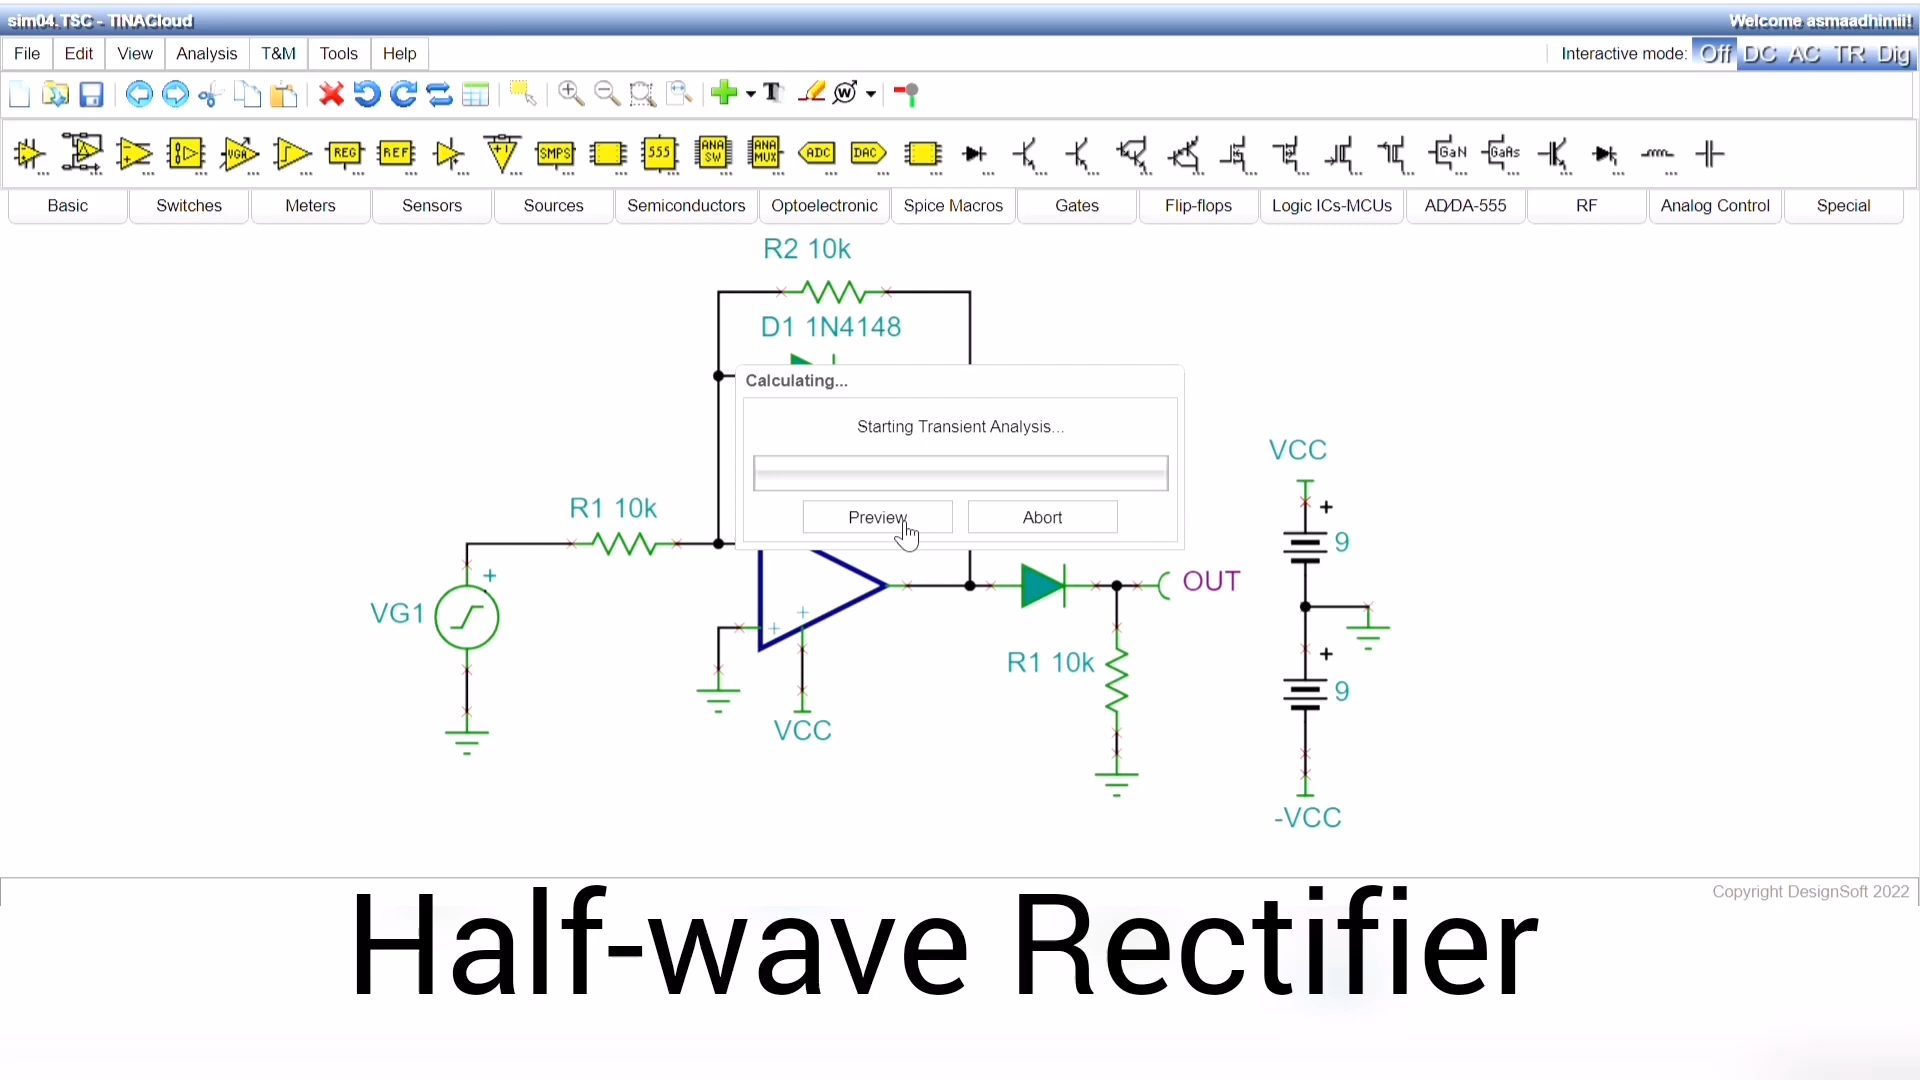 sim04.TSC - TINACloud
Welcome asmaadhimii!
File Edit View Analysis T&M Tools Help
Interactive mode: Off DC AC TR Dig
T W
VGA REG REF +1 SMPS 555 ANA SW ANA MUX ADC DAC GaN GaAs
Basic Switches Meters Sensors Sources Semiconductors Optoelectronic Spice Macros Gates Flip-flops Logic ICs-MCUs AD/DA-555 RF Analog Control Special
R2 10k
D1 1N4148
Calculating...
Starting Transient Analysis...
Preview Abort
VCC
+
9
R1 10k
+
VG1
+
+
OUT
R1 10k
+
9
VCC
-VCC
Copyright DesignSoft 2022
Half-wave Rectifier